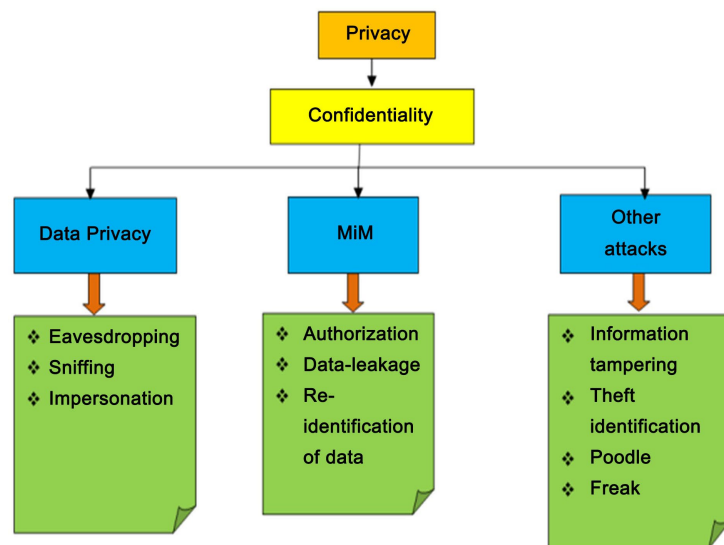 Privacy
Confidentiality
Data Privacy
MiM
Other
attacks
❖ Eavesdropping
❖ Sniffing
❖ Impersonation
❖ Authorization
❖ Data-leakage
❖ Re-
identification
of data
❖ Information
tampering
❖ Theft
identification
❖ Poodle
❖ Freak